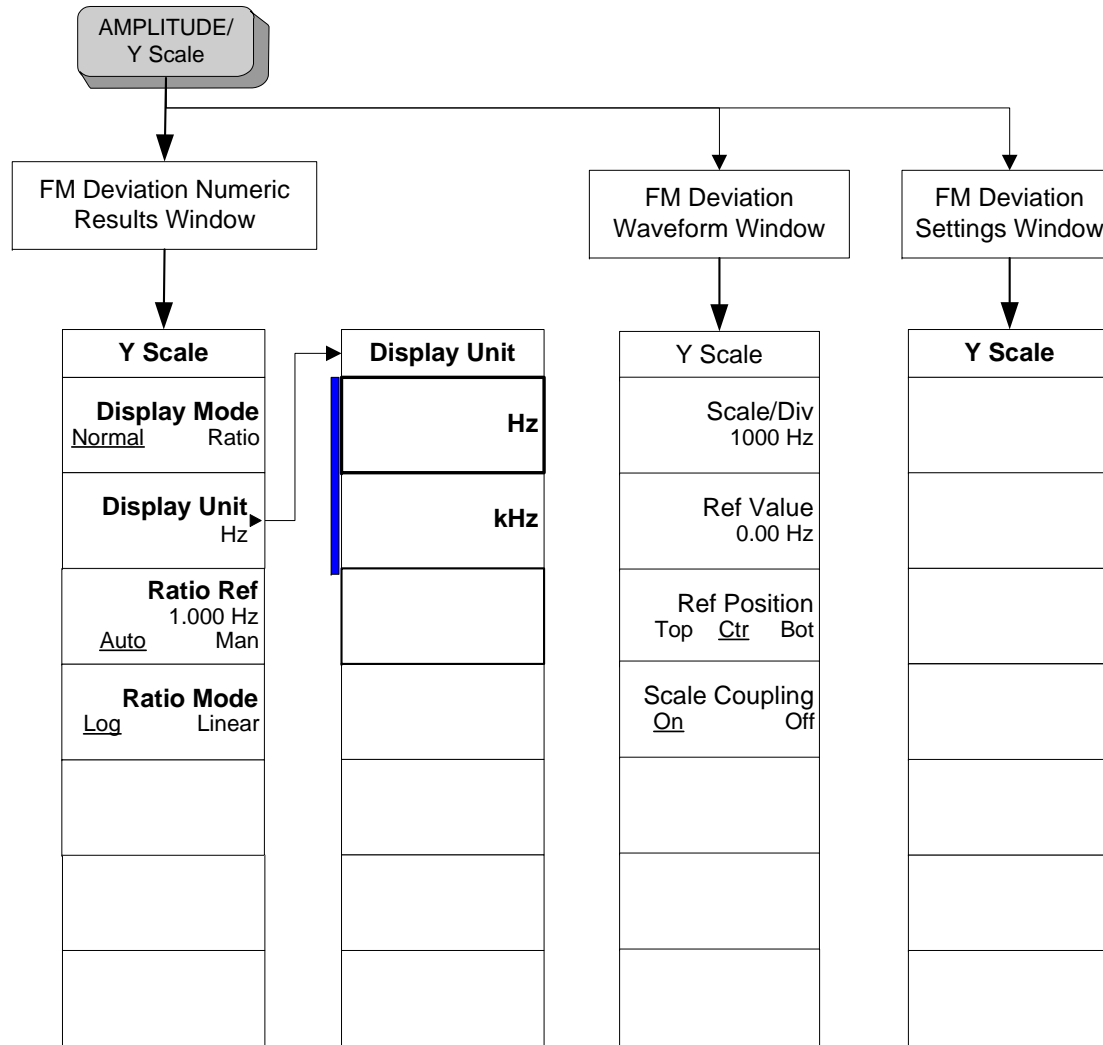 AMPLITUDE/
Y Scale
FM Deviation Numeric
Results Window
FM Deviation
Waveform Window
FM Deviation
Settings Window
Y Scale
Display Mode
Normal Ratio
Display Unit
Hz
Ratio Ref
1.000 Hz
Auto Man
Ratio Mode
Log Linear
Display Unit
Hz
kHz
Y Scale
Scale/Div
1000 Hz
Ref Value
0.00 Hz
Ref Position
Top Ctr Bot
Scale Coupling
On Off
Y Scale